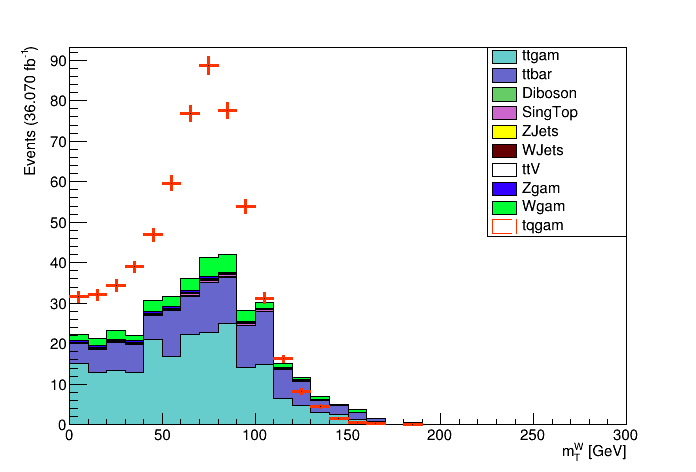 Events (36.070 fb⁻¹)
90
80
70
60
50
40
30
20
10
0
0 50 100 150 200 250 300
m_T^W [GeV]
ttgam
ttbar
Diboson
SingTop
ZJets
WJets
ttV
Zgam
Wgam
tqgam